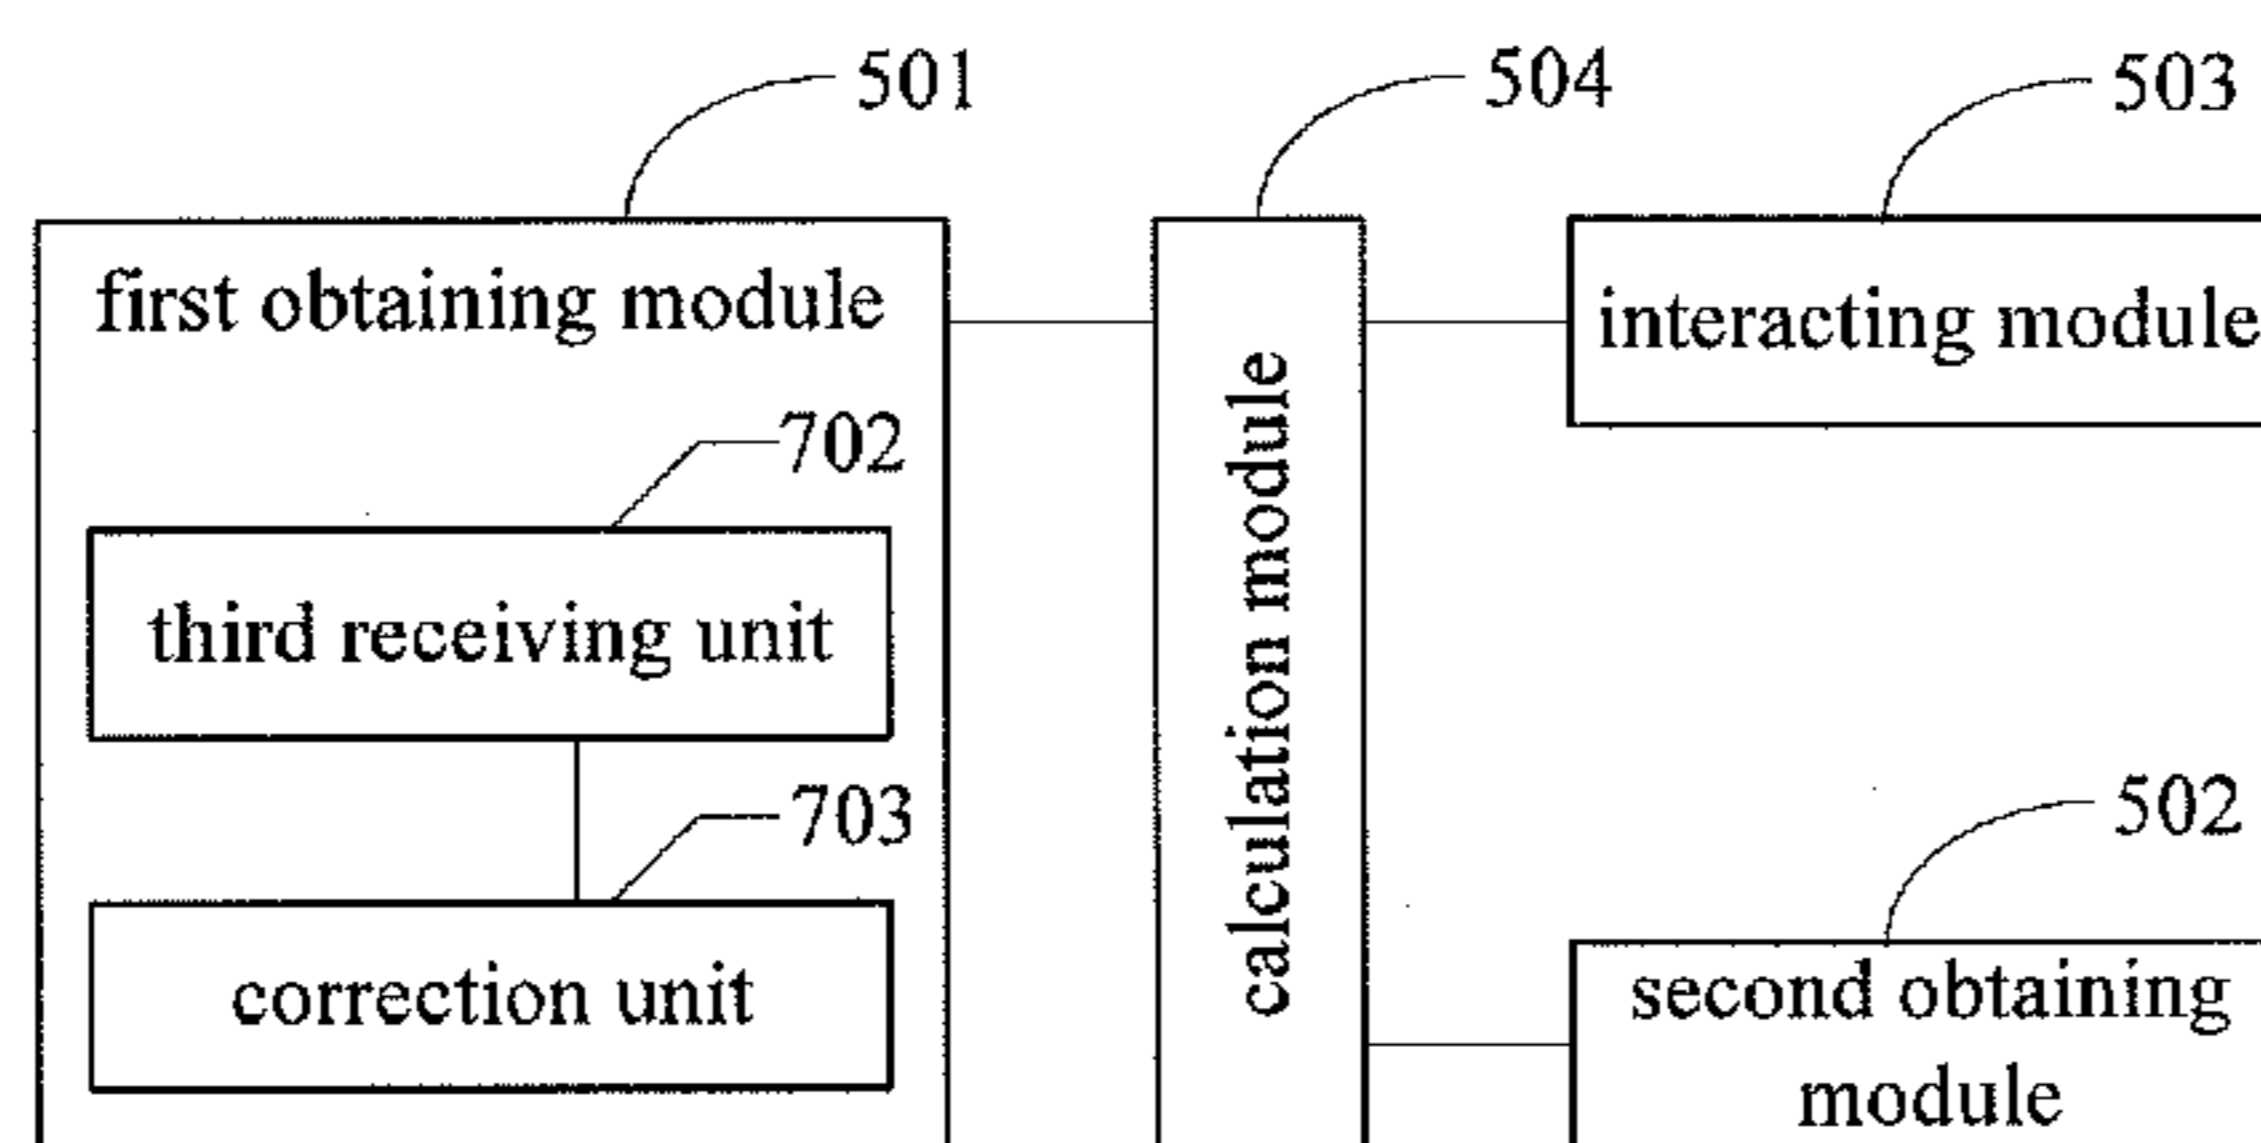 501
504
503
first obtaining module
interacting module
702
third receiving unit
calculation module
703
502
correction unit
second obtaining
module